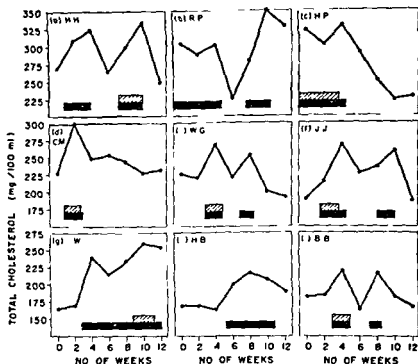 TOTAL CHOLESTEROL (mg/100 ml)
350
325
300
275
250
225
(a) HH
(b) RP
(c) HP
300
275
250
225
200
175
(d)
CM
WG
(f) JJ
250
225
200
175
150
(g) W
HB
BB
0 2 4 6 8 10 12
0 2 4 6 8 10 12
0 2 4 6 8 10 12
NO OF WEEKS
NO OF WEEKS
NO OF WEEKS